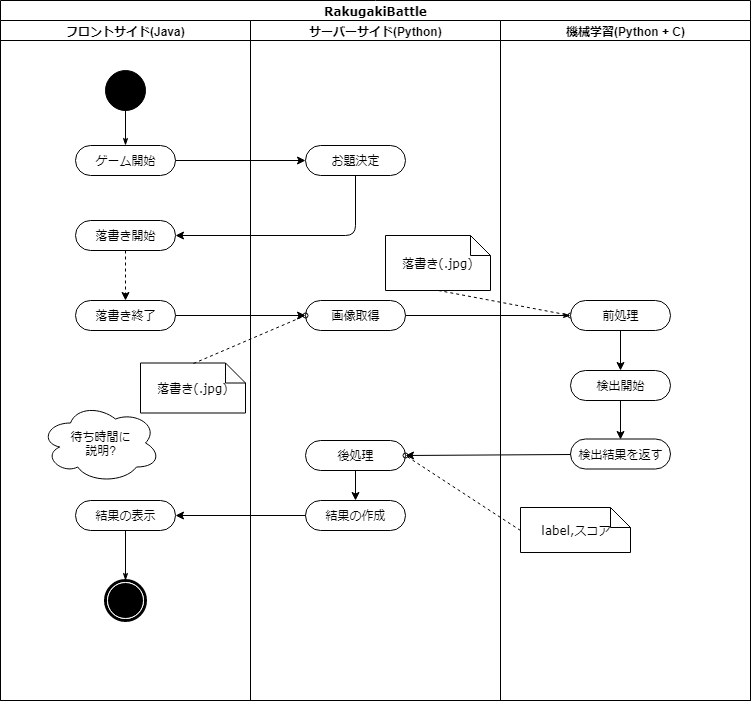 RakugakiBattle
フロントサイド(Java)
サーバーサイド(Python)
機械学習(Python + C)
ゲーム開始
お題決定
落書き開始
落書き(.jpg)
落書き終了
画像取得
前処理
落書き(.jpg)
検出開始
待ち時間に
説明?
後処理
検出結果を返す
結果の表示
結果の作成
label,スコア